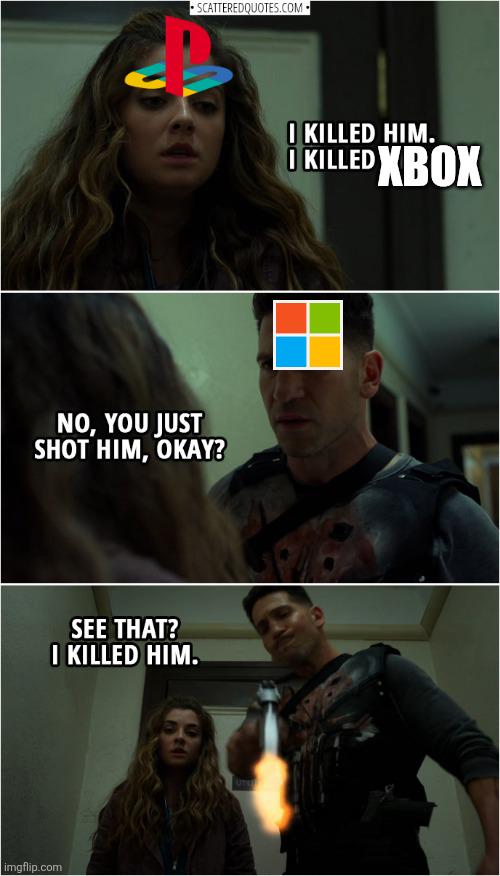 • SCATTEREDQUOTES.COM •
I KILLED HIM.
I KILLED XBOX
NO, YOU JUST
SHOT HIM, OKAY?
SEE THAT?
I KILLED HIM.
imgflip.com